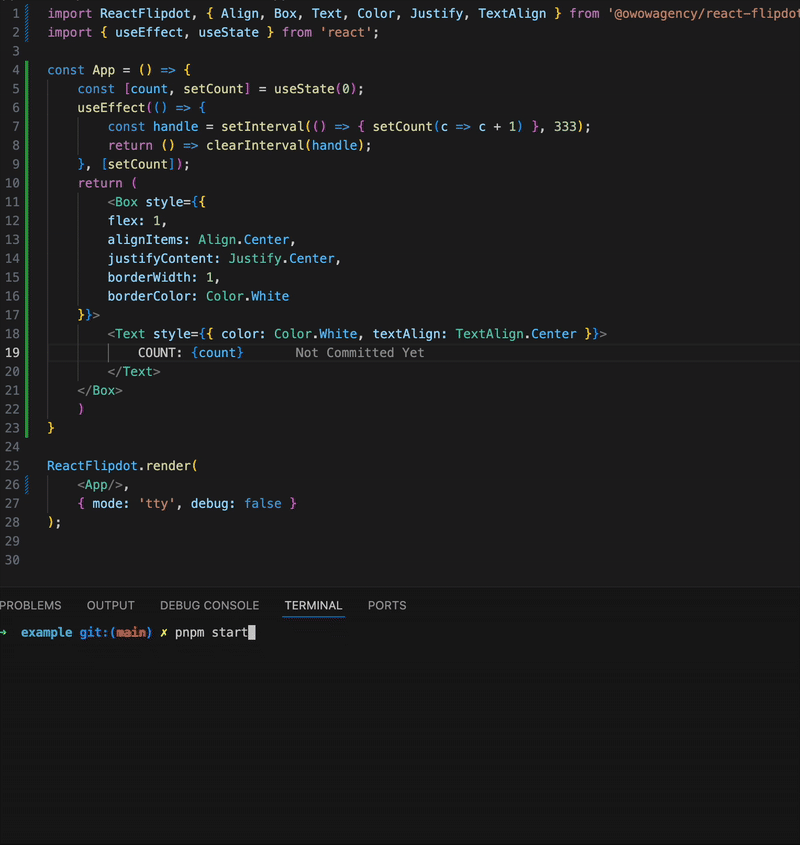 1 import ReactFlipdot, { Align, Box, Text, Color, Justify, TextAlign } from '@owowagency/react-flipdot
2 import { useEffect, useState } from 'react';
3
4 const App = () => {
5 const [count, setCount] = useState(0);
6 useEffect(() => {
7 const handle = setInterval(() => { setCount(c => c + 1) }, 333);
8 return () => clearInterval(handle);
9 }, [setCount]);
10 return (
11 <Box style={{
12 flex: 1,
13 alignItems: Align.Center,
14 justifyContent: Justify.Center,
15 borderWidth: 1,
16 borderColor: Color.White
17 }}>
18 <Text style={{ color: Color.White, textAlign: TextAlign.Center }}>
19 COUNT: {count} Not Committed Yet
20 </Text>
21 </Box>
22 )
23 }
24
25 ReactFlipdot.render(
26 <App/>,
27 { mode: 'tty', debug: false }
28 );
29
30
PROBLEMS OUTPUT DEBUG CONSOLE TERMINAL PORTS
➜ example git:(main) ✗ pnpm start